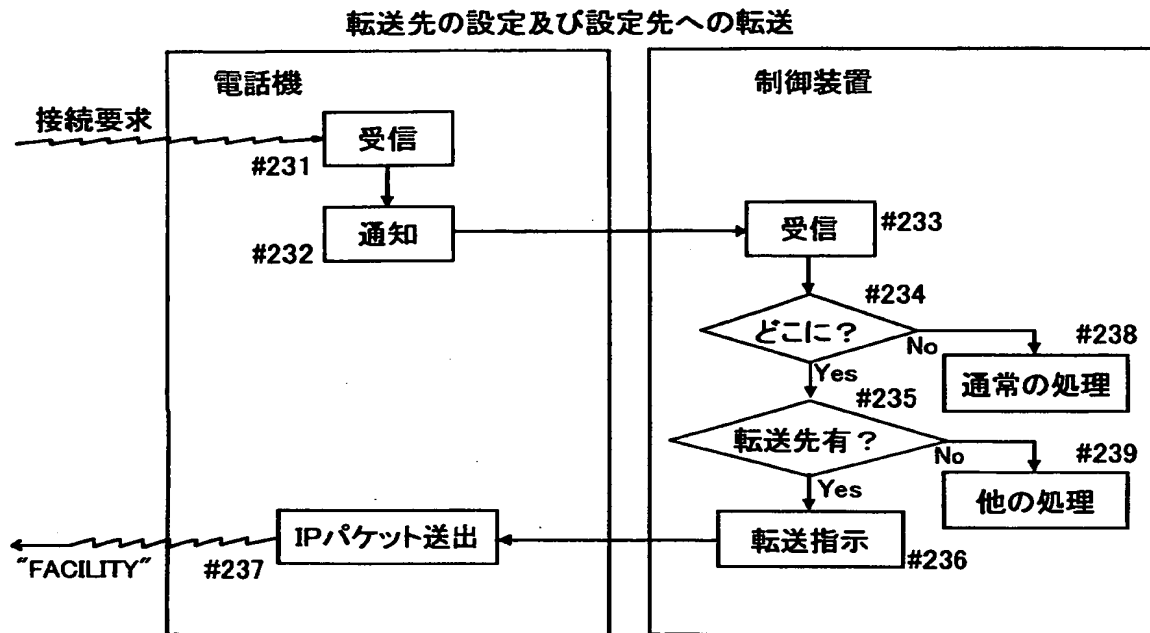 転送先の設定及び設定先への転送
電話機
制御装置
接続要求
受信
#231
通知
#232
受信
#233
#234
どこに？
No
#238
Yes
通常の処理
#235
転送先有？
No
#239
Yes
他の処理
IPパケット送出
転送指示
"FACILITY"
#237
#236